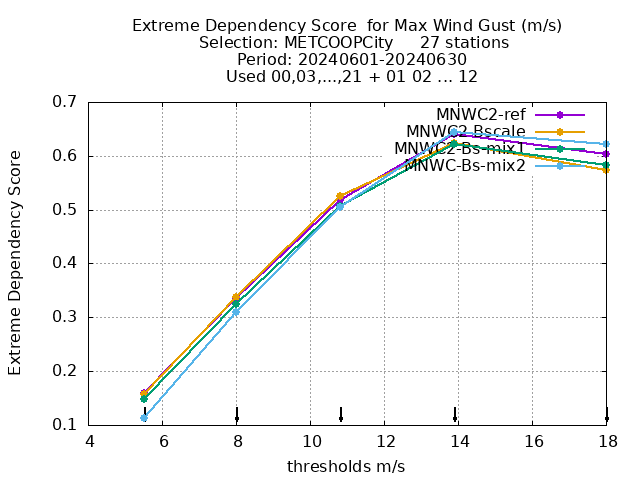 Extreme Dependency Score  for Max Wind Gust (m/s)
Selection: METCOOPCity     27 stations
Period: 20240601-20240630
Used 00,03,...,21 + 01 02 ... 12
MNWC2-ref
MNWC2-Bscale
MNWC2-Bs-mix1
MNWC-Bs-mix2
Extreme Dependency Score
0.7
0.6
0.5
0.4
0.3
0.2
0.1
4 6 8 10 12 14 16 18
thresholds m/s